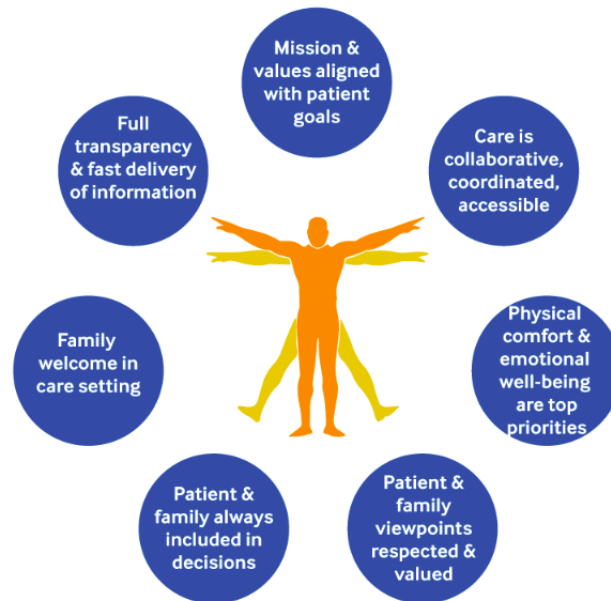 Mission &
values aligned
with patient
goals
Care is
collaborative,
coordinated,
accessible
Physical
comfort &
emotional
well-being
are top
priorities
Patient &
family
viewpoints
respected &
valued
Patient &
family always
included in
decisions
Family
welcome in
care setting
Full
transparency
& fast delivery
of information